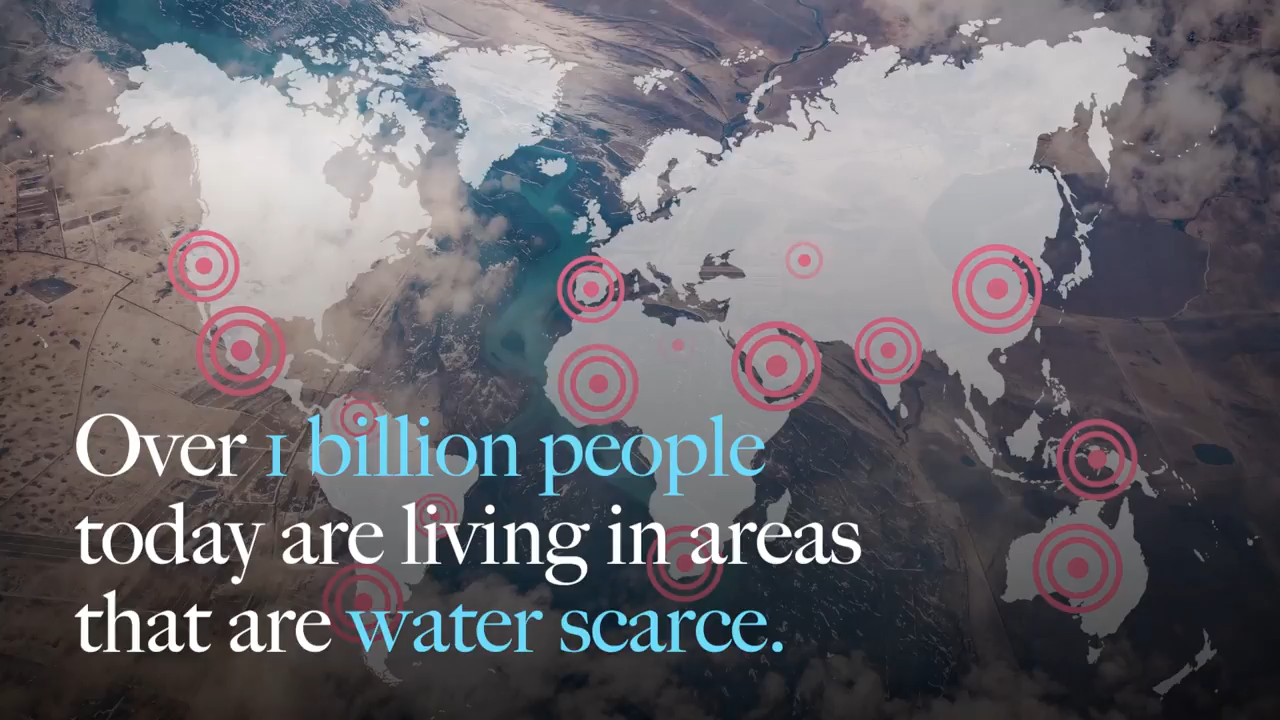 Over 1 billion people
today are living in areas
that are water scarce.